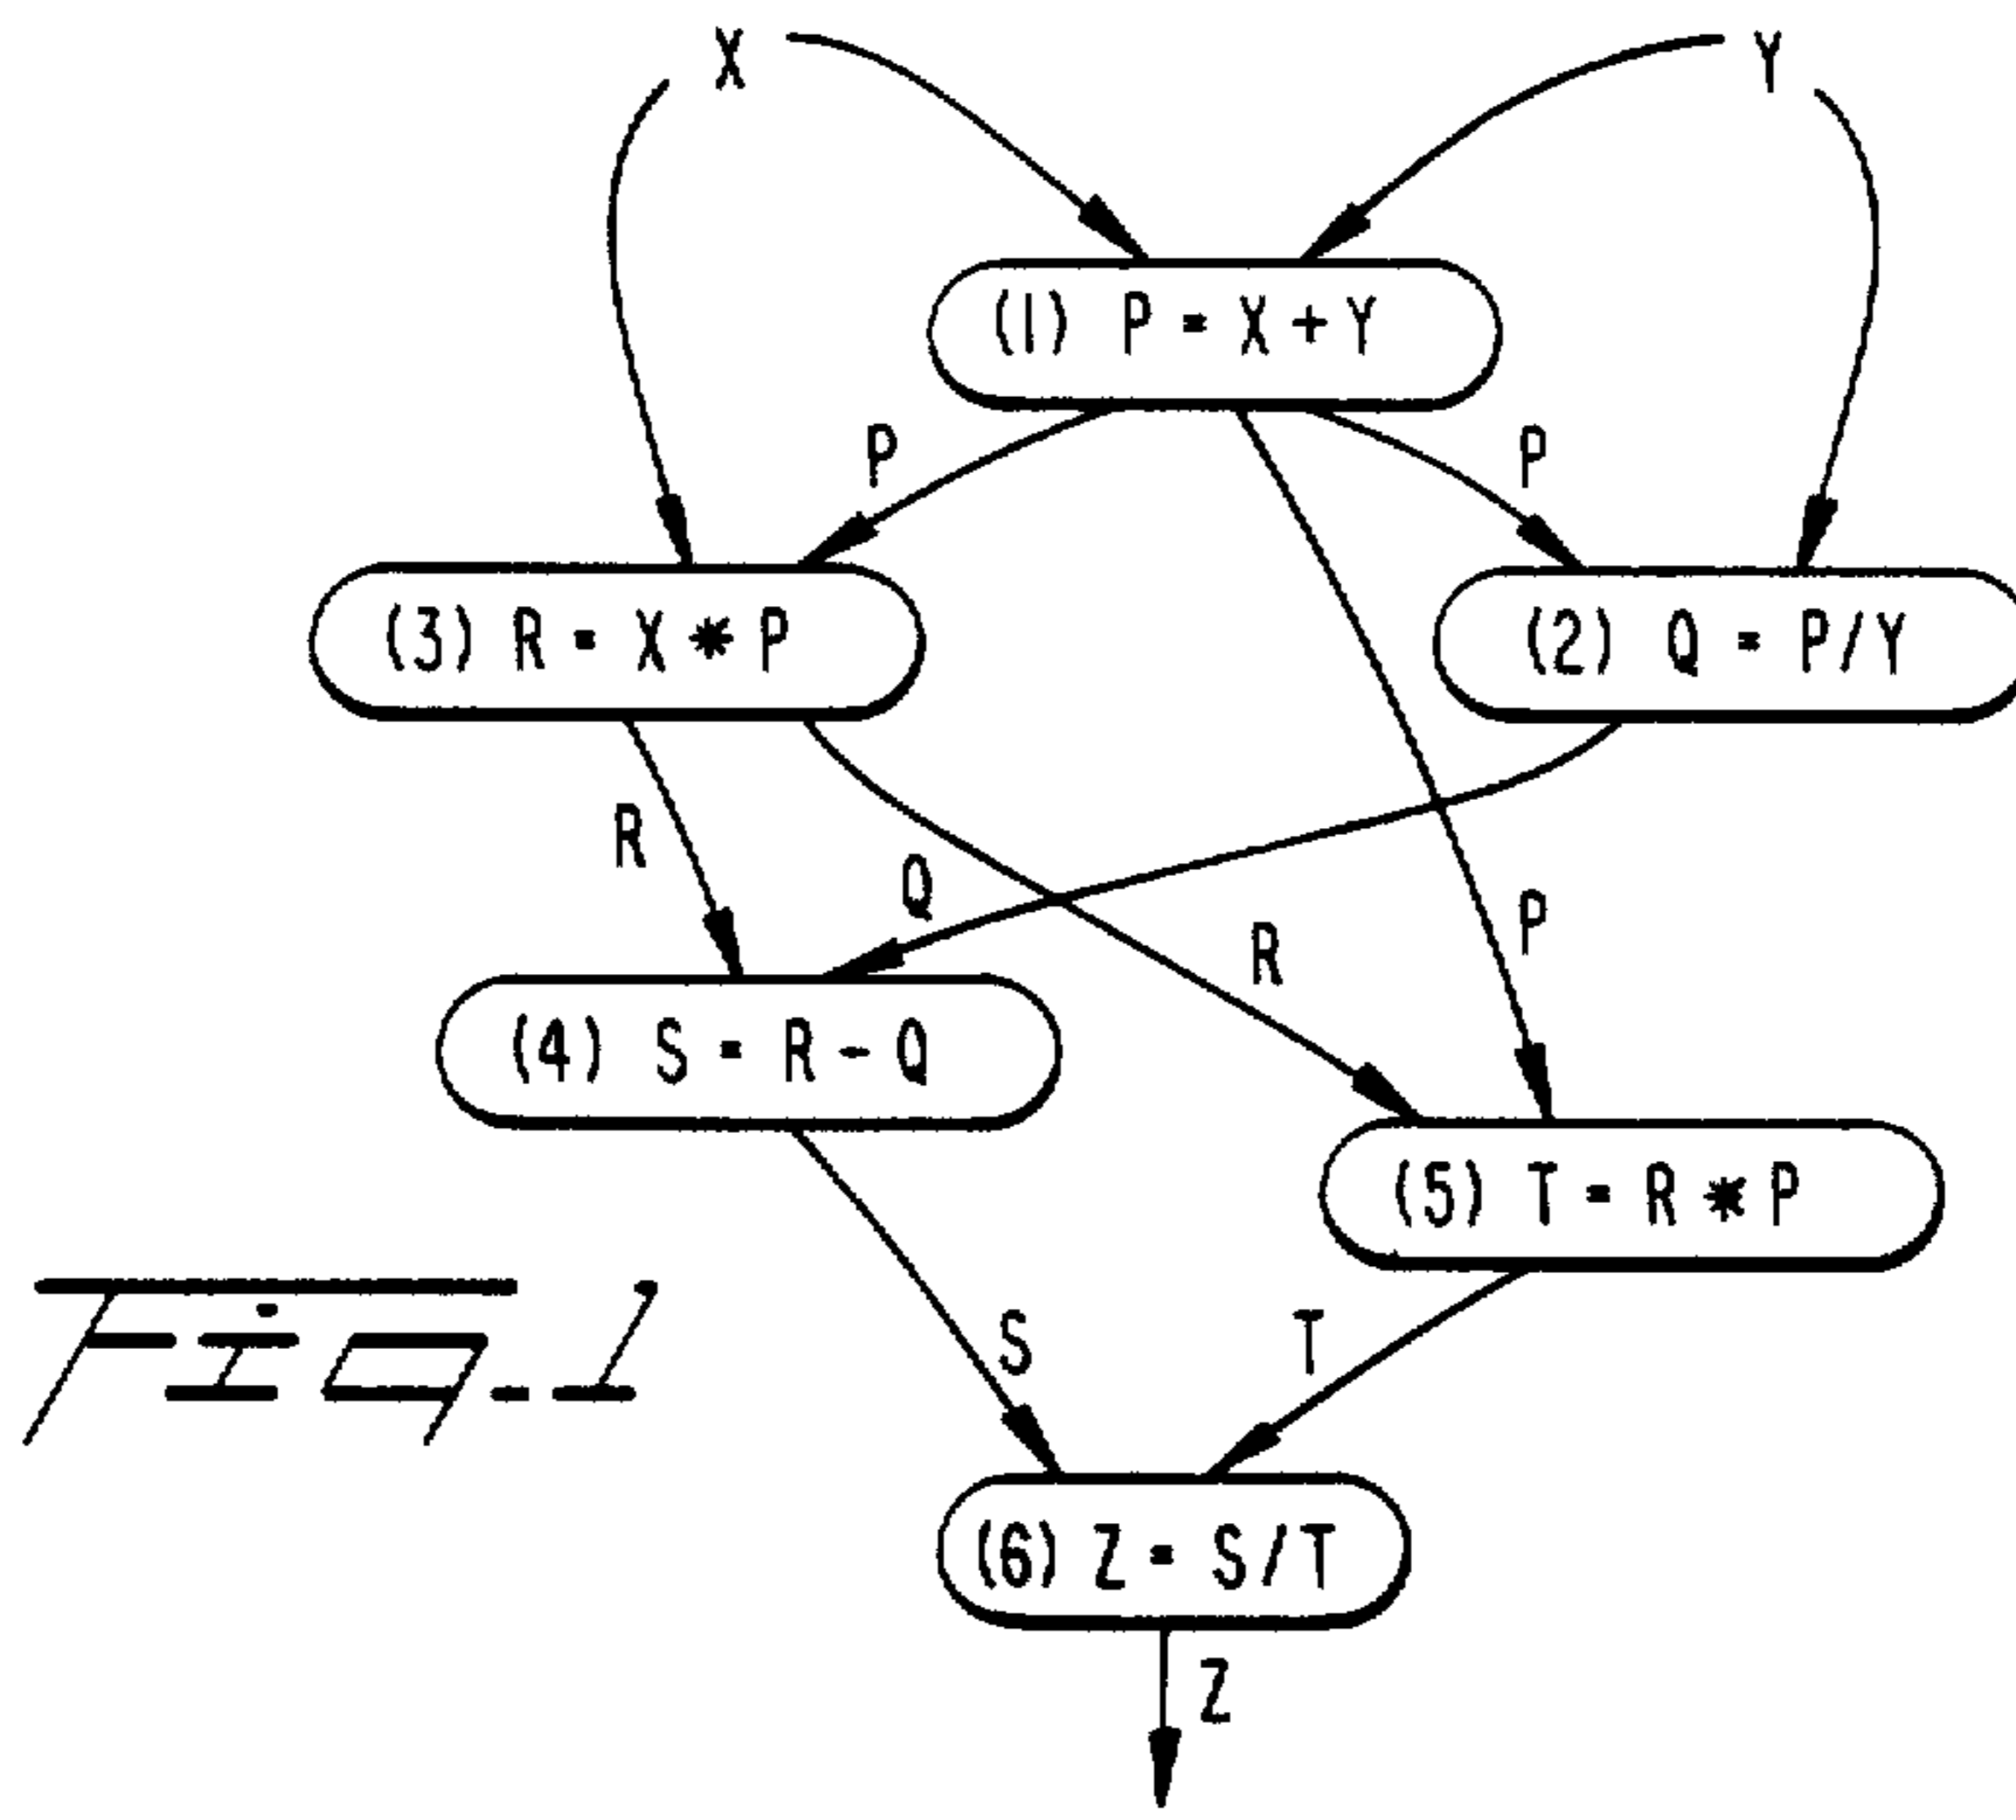 X
Y
(1) P = X + Y
P
P
(3) R = X * P
(2) Q = P/Y
R
Q
R
P
(4) S = R - Q
(5) T = R * P
S
T
Fig-1
(6) Z = S/T
Z